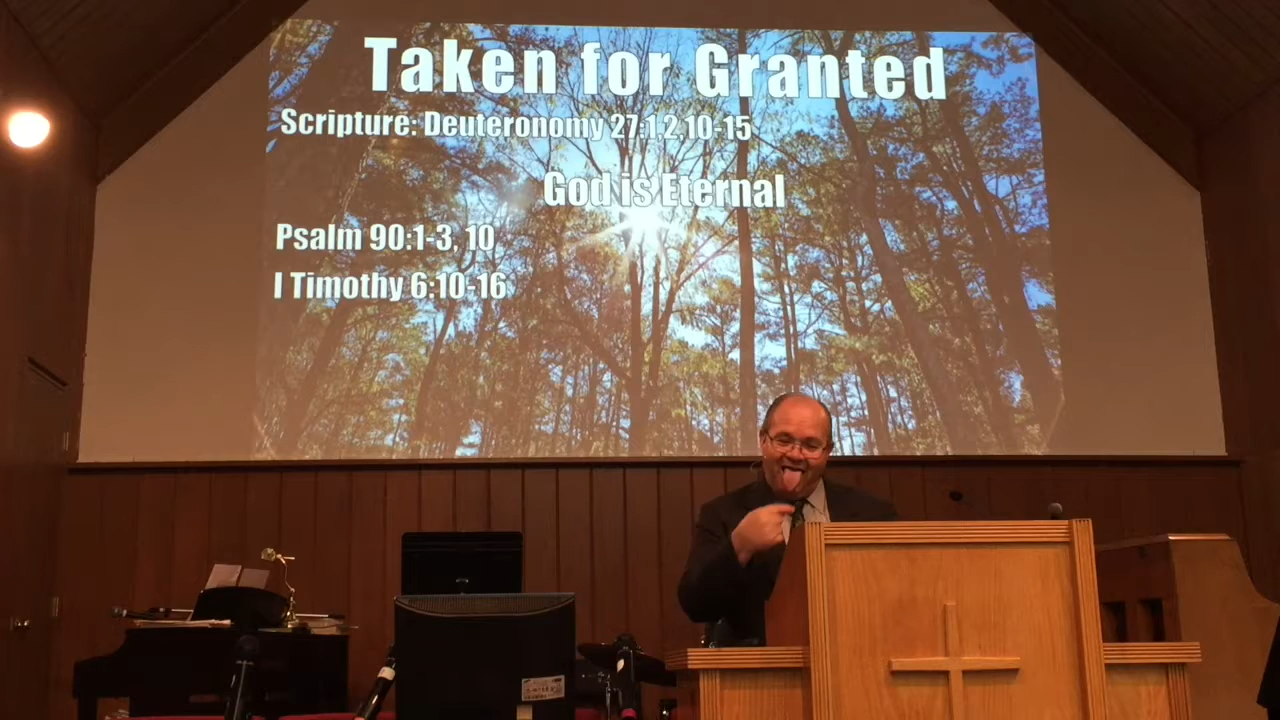 Taken for Granted
Scripture: Deuteronomy 27:1,2,10-15
God is Eternal
Psalm 90:1-3, 10
I Timothy 6:10-16